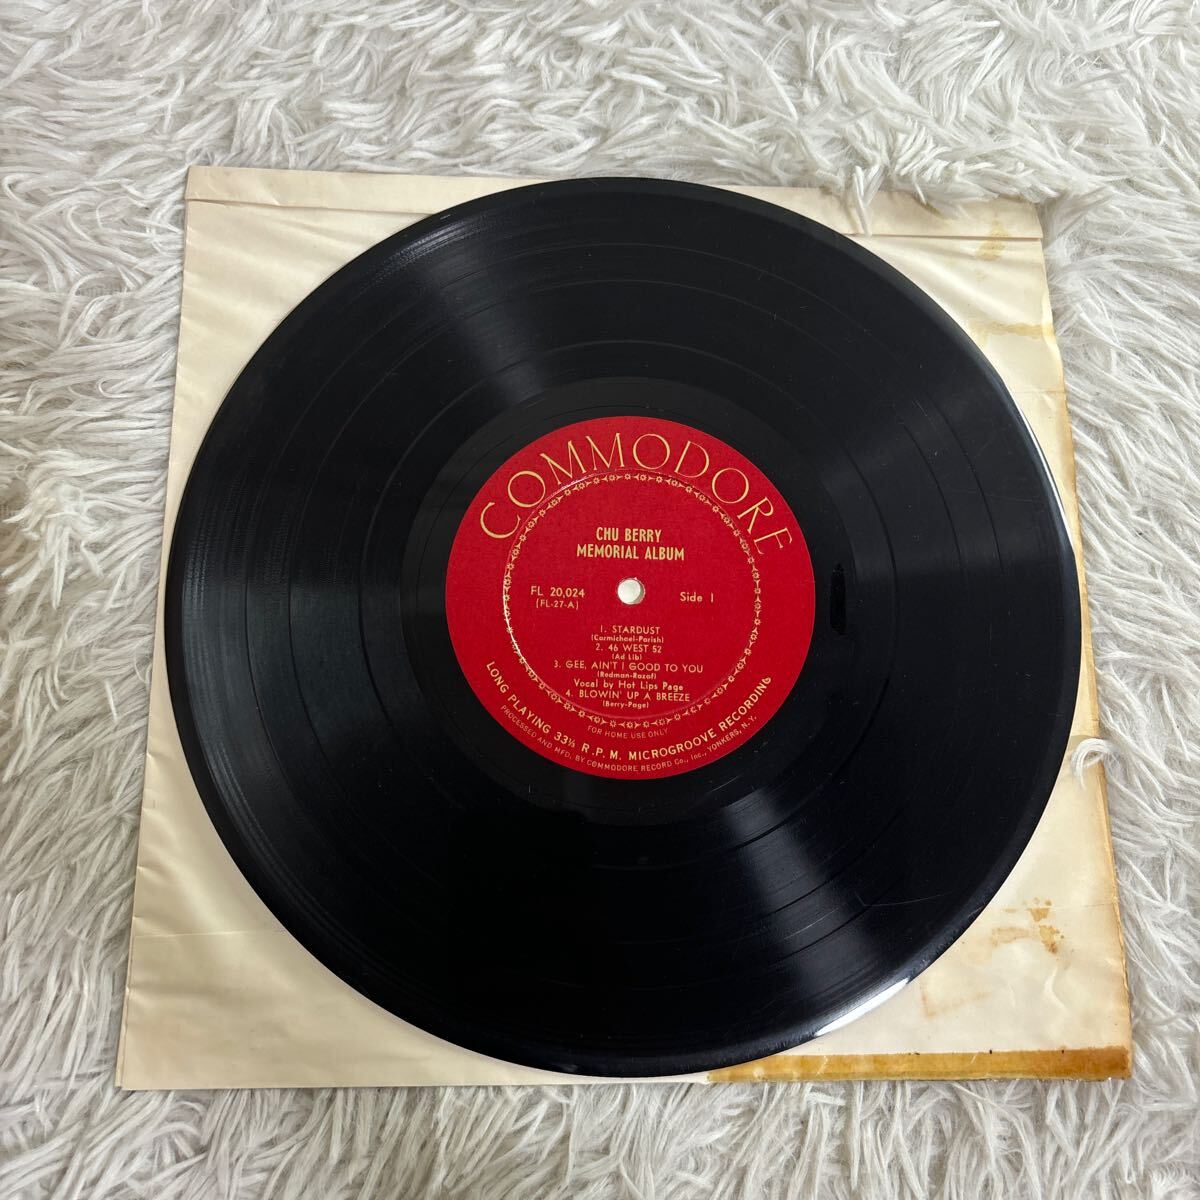 COMMODORE
CHU BERRY
MEMORIAL ALBUM
FL 20,024
(FL-27-A)
Side 1
1. STARDUST
(Carmichael-Parish)
2. 46 WEST 52
(Ad Lib)
3. GEE, AIN'T I GOOD TO YOU
(Redman-Razaf)
Vocal by Hot Lips Page
4. BLOWIN' UP A BREEZE
(Berry-Page)
FOR HOME USE ONLY
LONG PLAYING 33⅓ R.P.M. MICROGROOVE RECORDING
PROCESSED AND MFD. BY COMMODORE RECORD Co., Inc., YONKERS, N.Y.